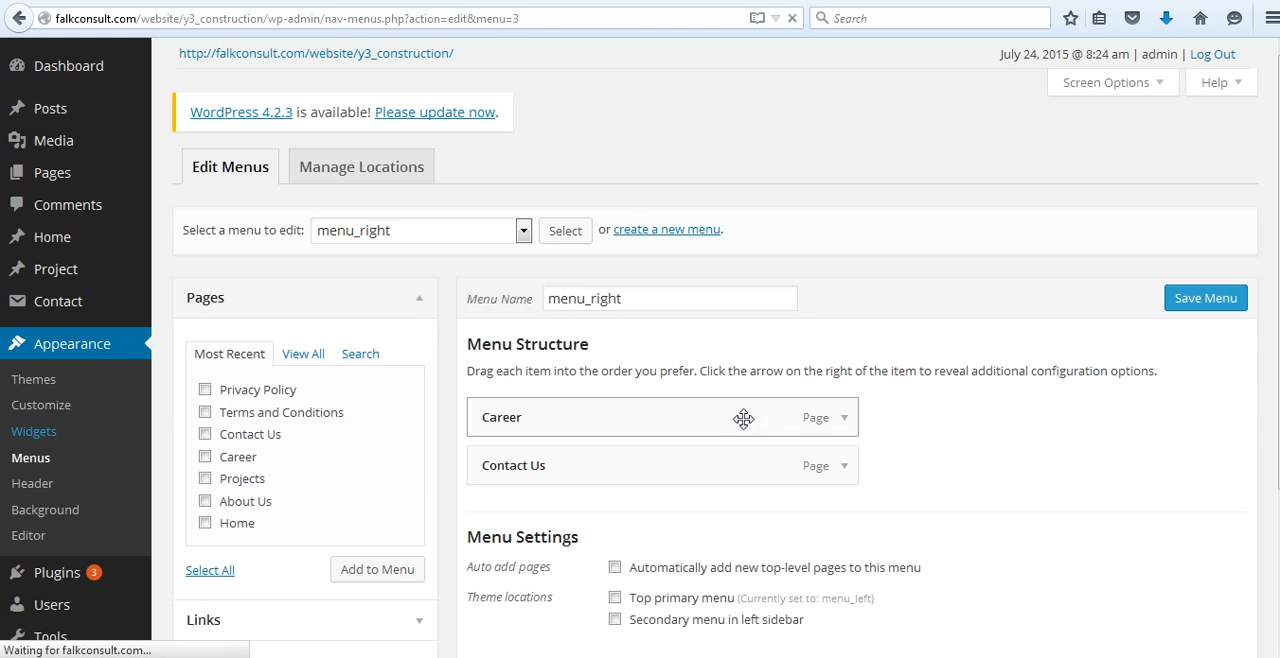 falkconsult.com/website/y3_construction/wp-admin/nav-menus.php?action=edit&menu=3
Search
http://falkconsult.com/website/y3_construction/
July 24, 2015 @ 8:24 am | admin | Log Out
Screen Options
Help
WordPress 4.2.3 is available! Please update now.
Edit Menus
Manage Locations
Select a menu to edit:
menu_right
Select
or create a new menu.
Dashboard
Posts
Media
Pages
Comments
Home
Project
Contact
Appearance
Themes
Customize
Widgets
Menus
Header
Background
Editor
Plugins 3
Users
Tools
Pages
Most Recent
View All
Search
Privacy Policy
Terms and Conditions
Contact Us
Career
Projects
About Us
Home
Select All
Add to Menu
Links
Menu Name
menu_right
Save Menu
Menu Structure
Drag each item into the order you prefer. Click the arrow on the right of the item to reveal additional configuration options.
Career
Page
Contact Us
Page
Menu Settings
Auto add pages
Automatically add new top-level pages to this menu
Theme locations
Top primary menu (Currently set to: menu_left)
Secondary menu in left sidebar
Waiting for falkconsult.com...